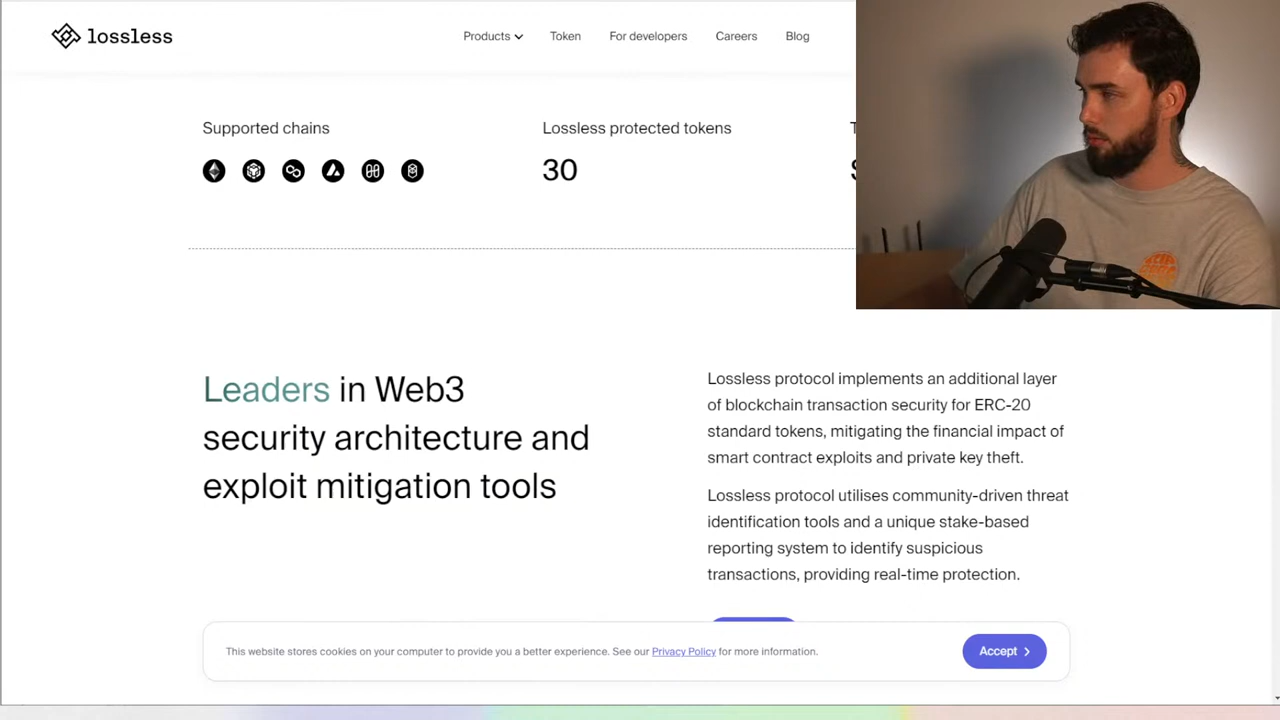 lossless
Products Token For developers Careers Blog
Supported chains
Lossless protected tokens
30
Leaders in Web3
security architecture and
exploit mitigation tools
Lossless protocol implements an additional layer
of blockchain transaction security for ERC-20
standard tokens, mitigating the financial impact of
smart contract exploits and private key theft.
Lossless protocol utilises community-driven threat
identification tools and a unique stake-based
reporting system to identify suspicious
transactions, providing real-time protection.
This website stores cookies on your computer to provide you a better experience. See our Privacy Policy for more information.
Accept